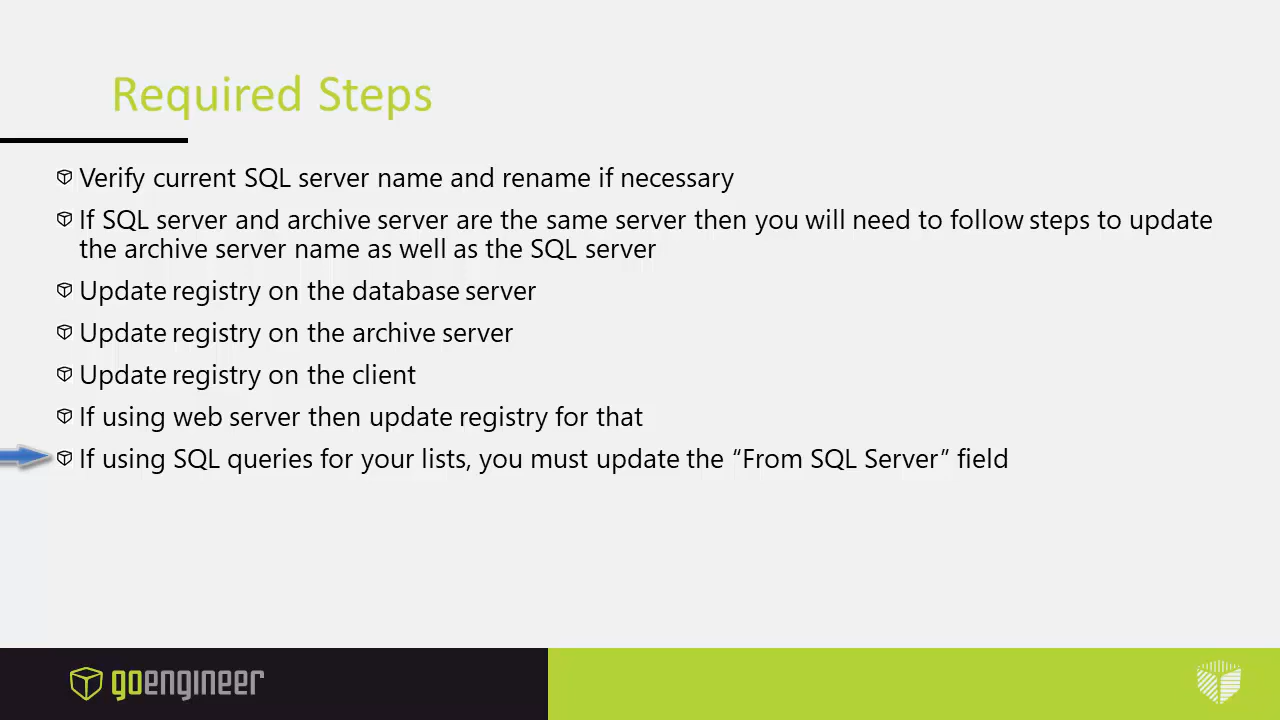 Required Steps
Verify current SQL server name and rename if necessary
If SQL server and archive server are the same server then you will need to follow steps to update
the archive server name as well as the SQL server
Update registry on the database server
Update registry on the archive server
Update registry on the client
If using web server then update registry for that
If using SQL queries for your lists, you must update the “From SQL Server” field
goengineer